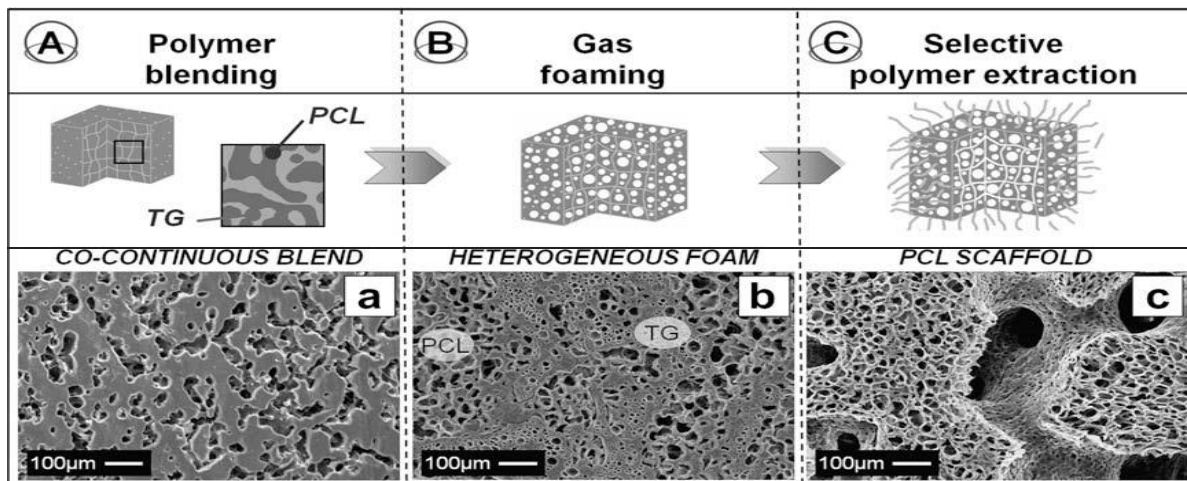 A
Polymer
blending
B
Gas
foaming
C
Selective
polymer extraction
PCL
TG
CO-CONTINUOUS BLEND
HETEROGENEOUS FOAM
PCL SCAFFOLD
a
b
c
PCL
TG
100µm
100µm
100µm